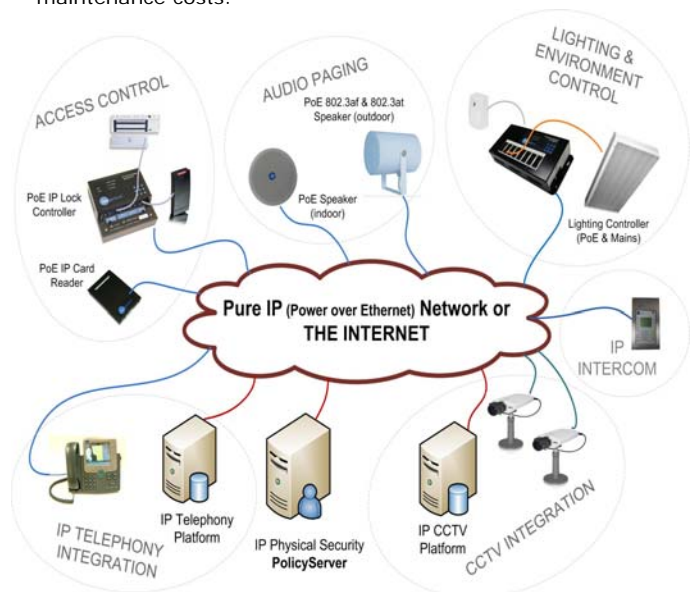 maintenance costs.
ACCESS CONTROL
PoE IP Lock
Controller
PoE IP Card
Reader
AUDIO PAGING
PoE 802.3af & 802.3at
Speaker (outdoor)
PoE Speaker
(indoor)
LIGHTING &
ENVIRONMENT
CONTROL
Lighting Controller
(PoE & Mains)
Pure IP (Power over Ethernet) Network or
THE INTERNET
IP
INTERCOM
IP TELEPHONY
INTEGRATION
IP Telephony
Platform
IP Physical Security
PolicyServer
IP CCTV
Platform
CCTV INTEGRATION